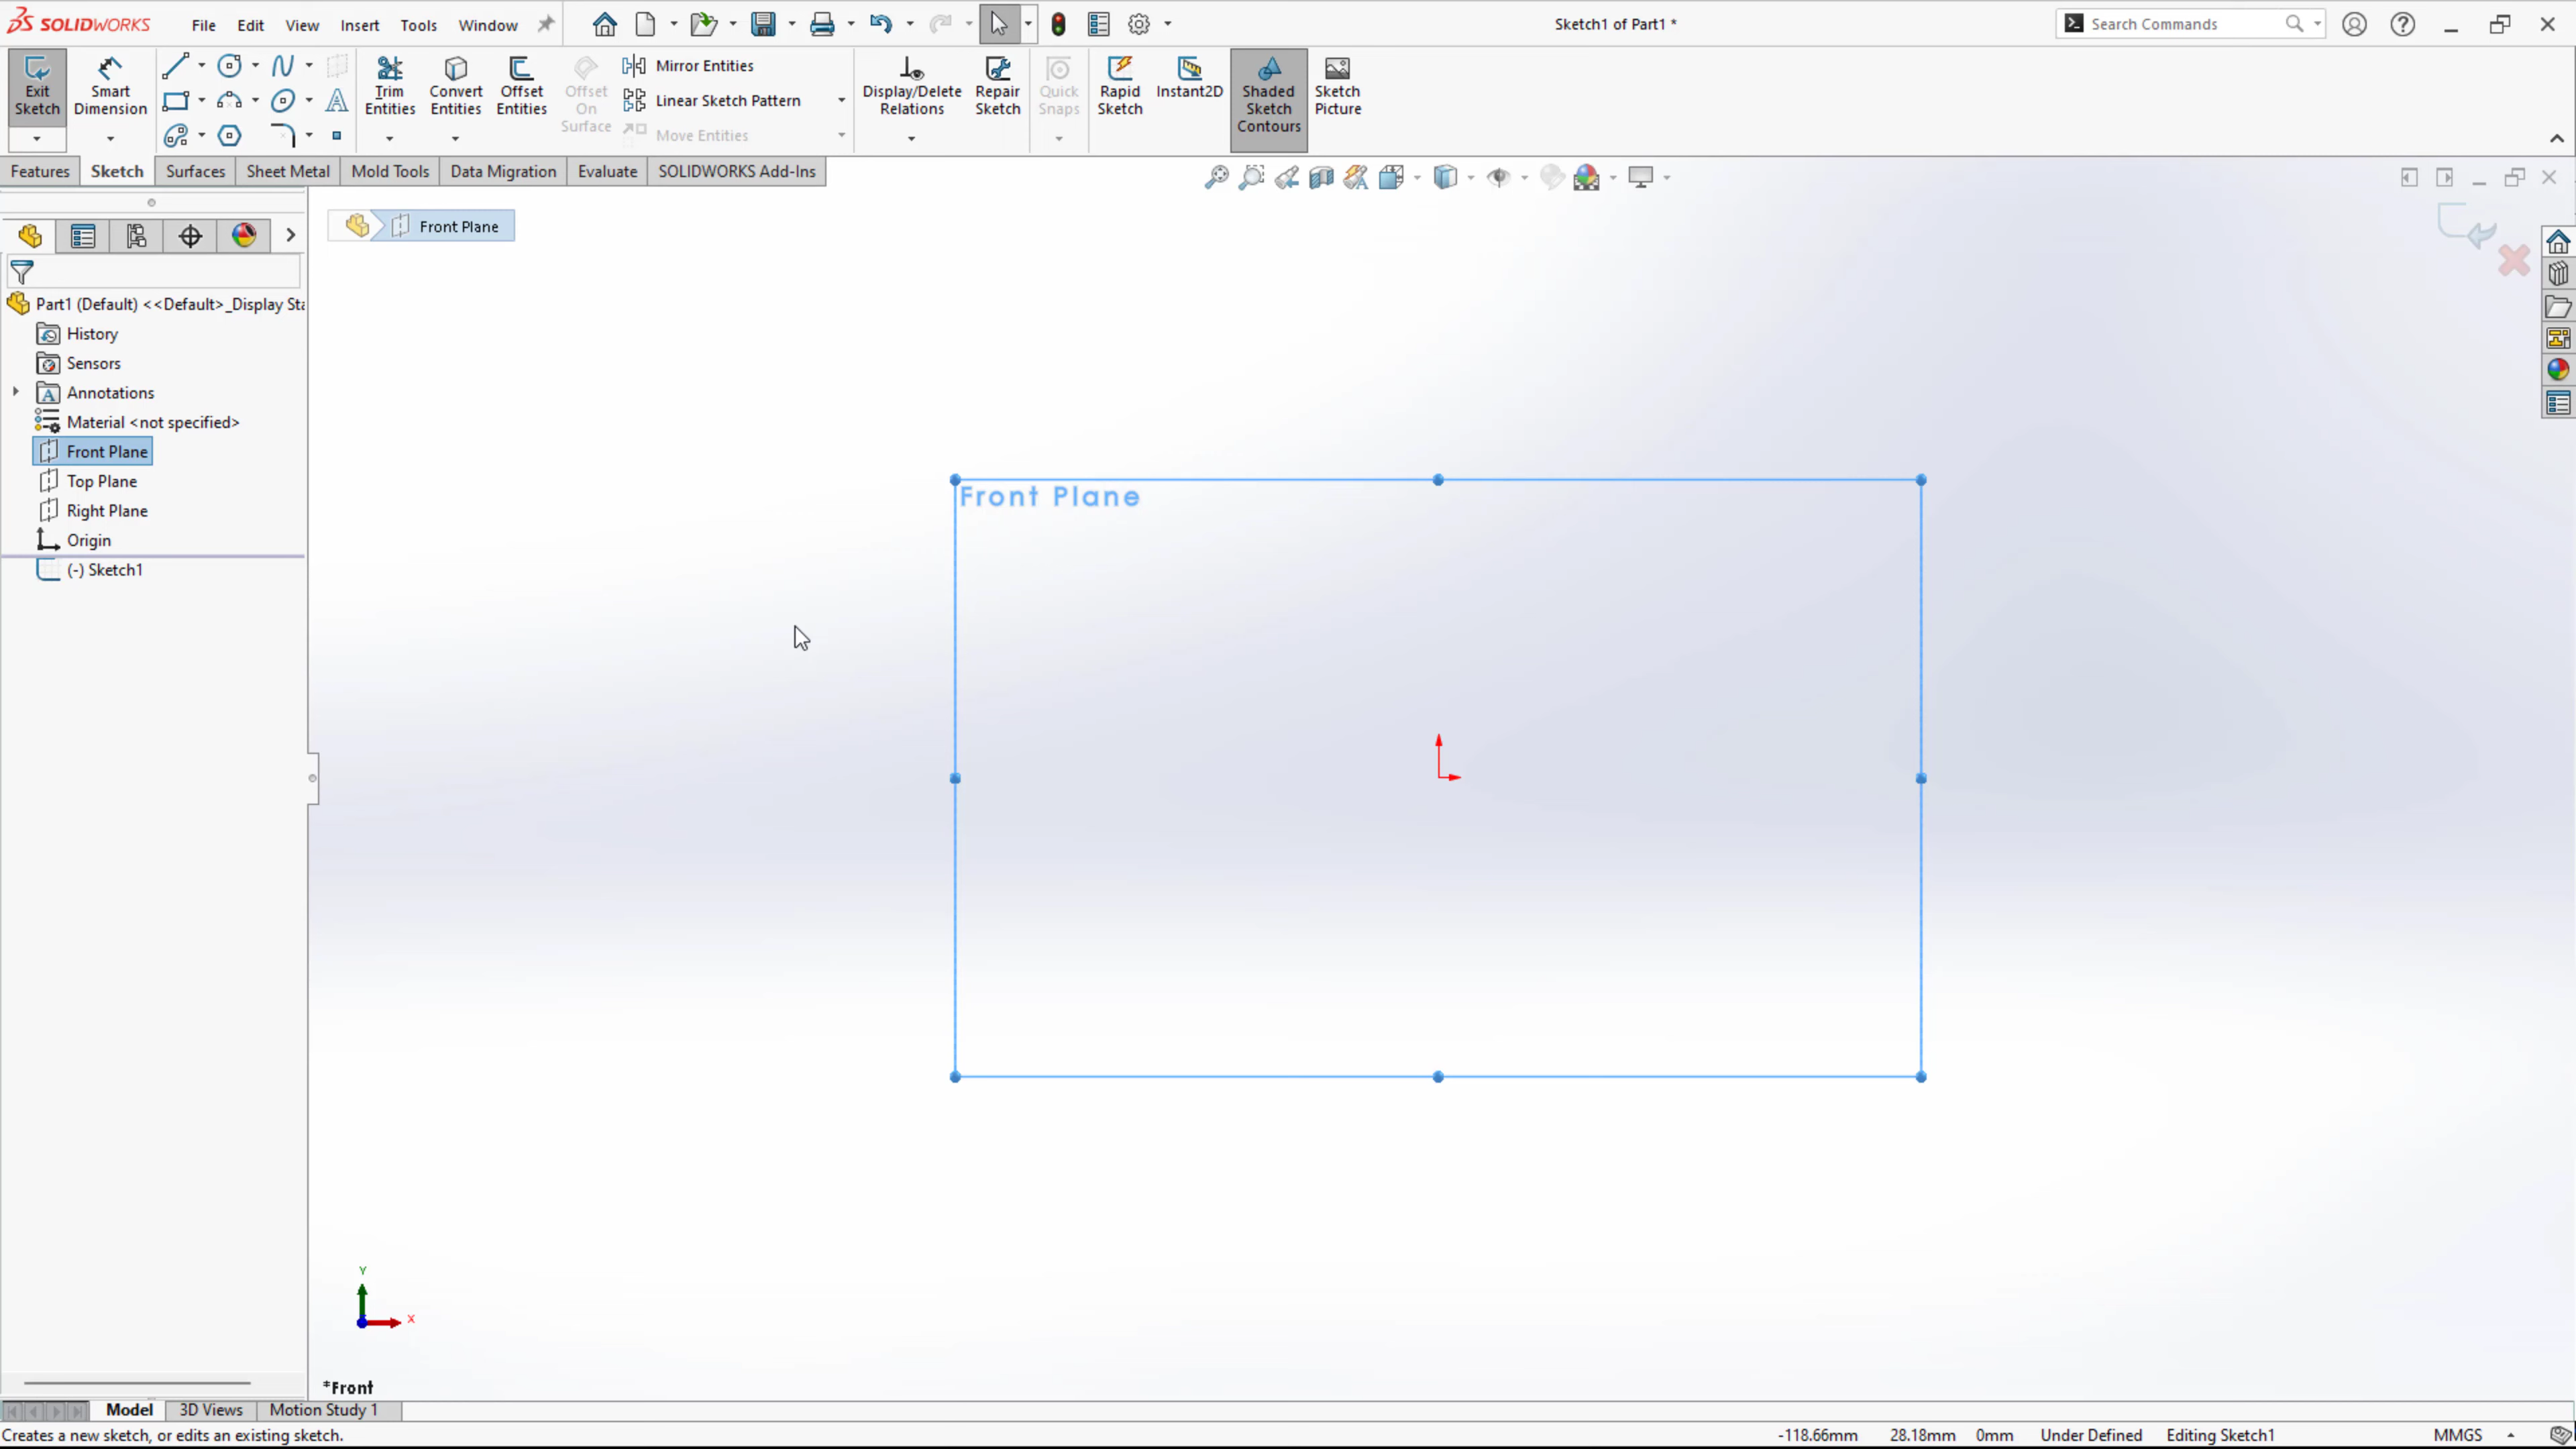 SOLIDWORKS File Edit View Insert Tools Window
Sketch1 of Part1 *
Search Commands
Exit Sketch
Smart Dimension
Trim Entities
Convert Entities
Offset Entities
Offset On Surface
Mirror Entities
Linear Sketch Pattern
Move Entities
Display/Delete Relations
Repair Sketch
Quick Snaps
Rapid Sketch
Instant2D
Shaded Sketch Contours
Sketch Picture
Features Sketch Surfaces Sheet Metal Mold Tools Data Migration Evaluate SOLIDWORKS Add-Ins
Front Plane
Part1 (Default) <<Default>_Display Sta
History
Sensors
Annotations
Material <not specified>
Front Plane
Top Plane
Right Plane
Origin
(-) Sketch1
Front Plane
Y
X
*Front
Model 3D Views Motion Study 1
Creates a new sketch, or edits an existing sketch.
-118.66mm 28.18mm 0mm Under Defined Editing Sketch1 MMGS